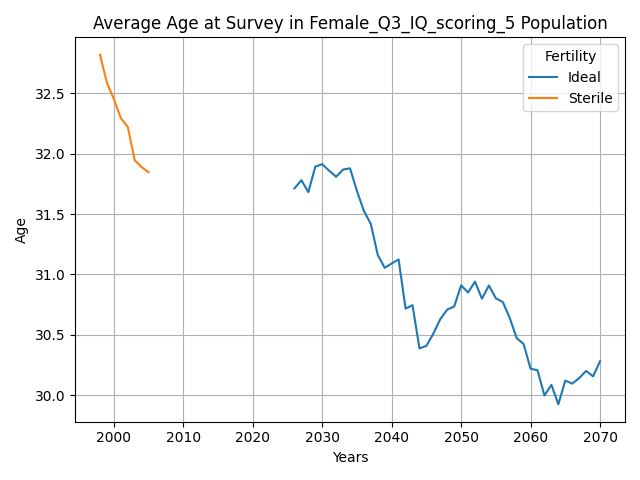 Average Age at Survey in Female_Q3_IQ_scoring_5 Population
Fertility
Ideal
Sterile
32.5
32.0
31.5
31.0
30.5
30.0
Age
2000 2010 2020 2030 2040 2050 2060 2070
Years